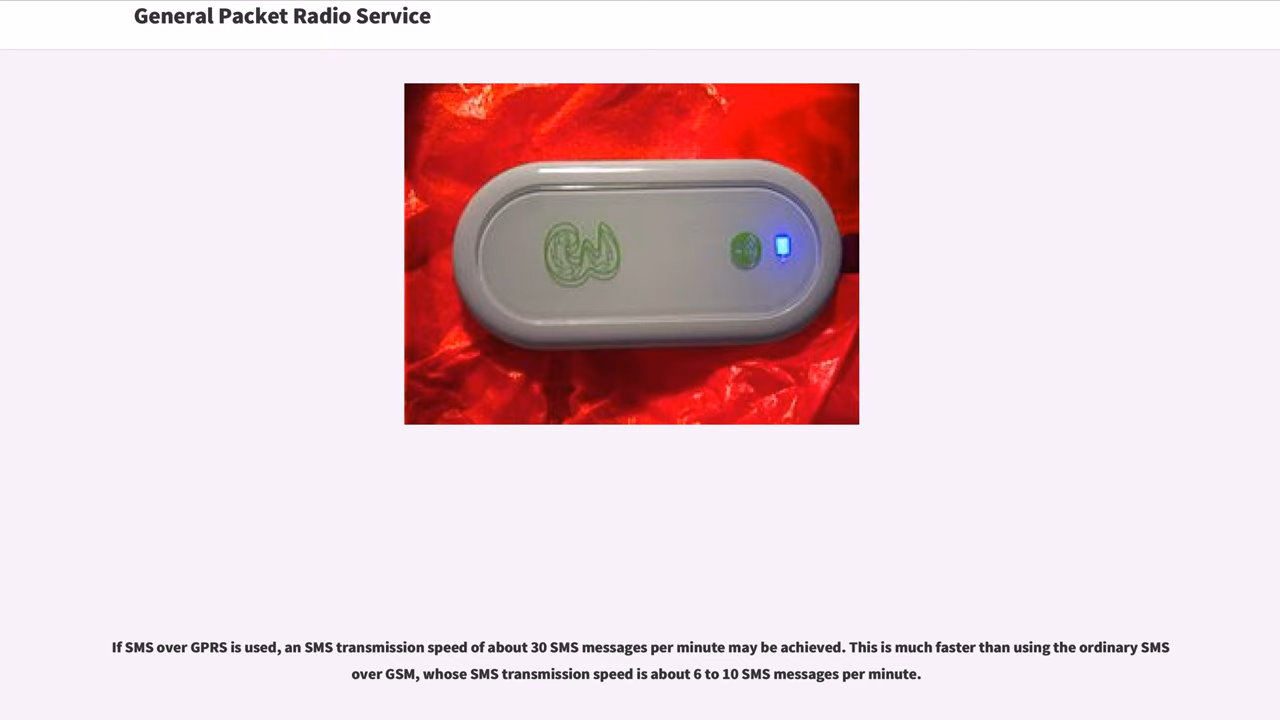 General Packet Radio Service
If SMS over GPRS is used, an SMS transmission speed of about 30 SMS messages per minute may be achieved. This is much faster than using the ordinary SMS
over GSM, whose SMS transmission speed is about 6 to 10 SMS messages per minute.